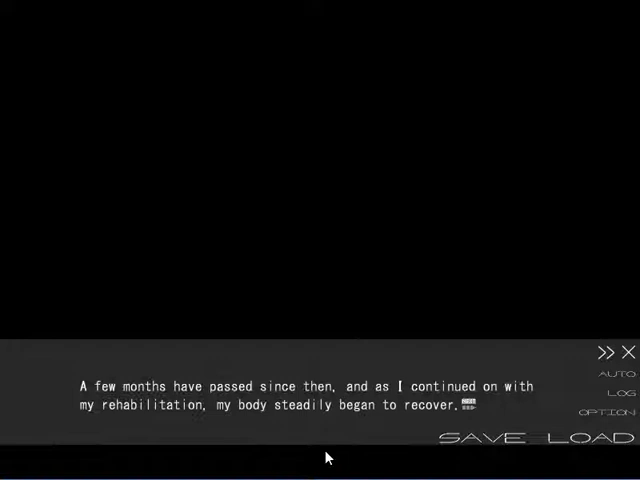 >> X
AUTO
LOG
OPTION
A few months have passed since then, and as I continued on with
my rehabilitation, my body steadily began to recover.
SAVE LOAD